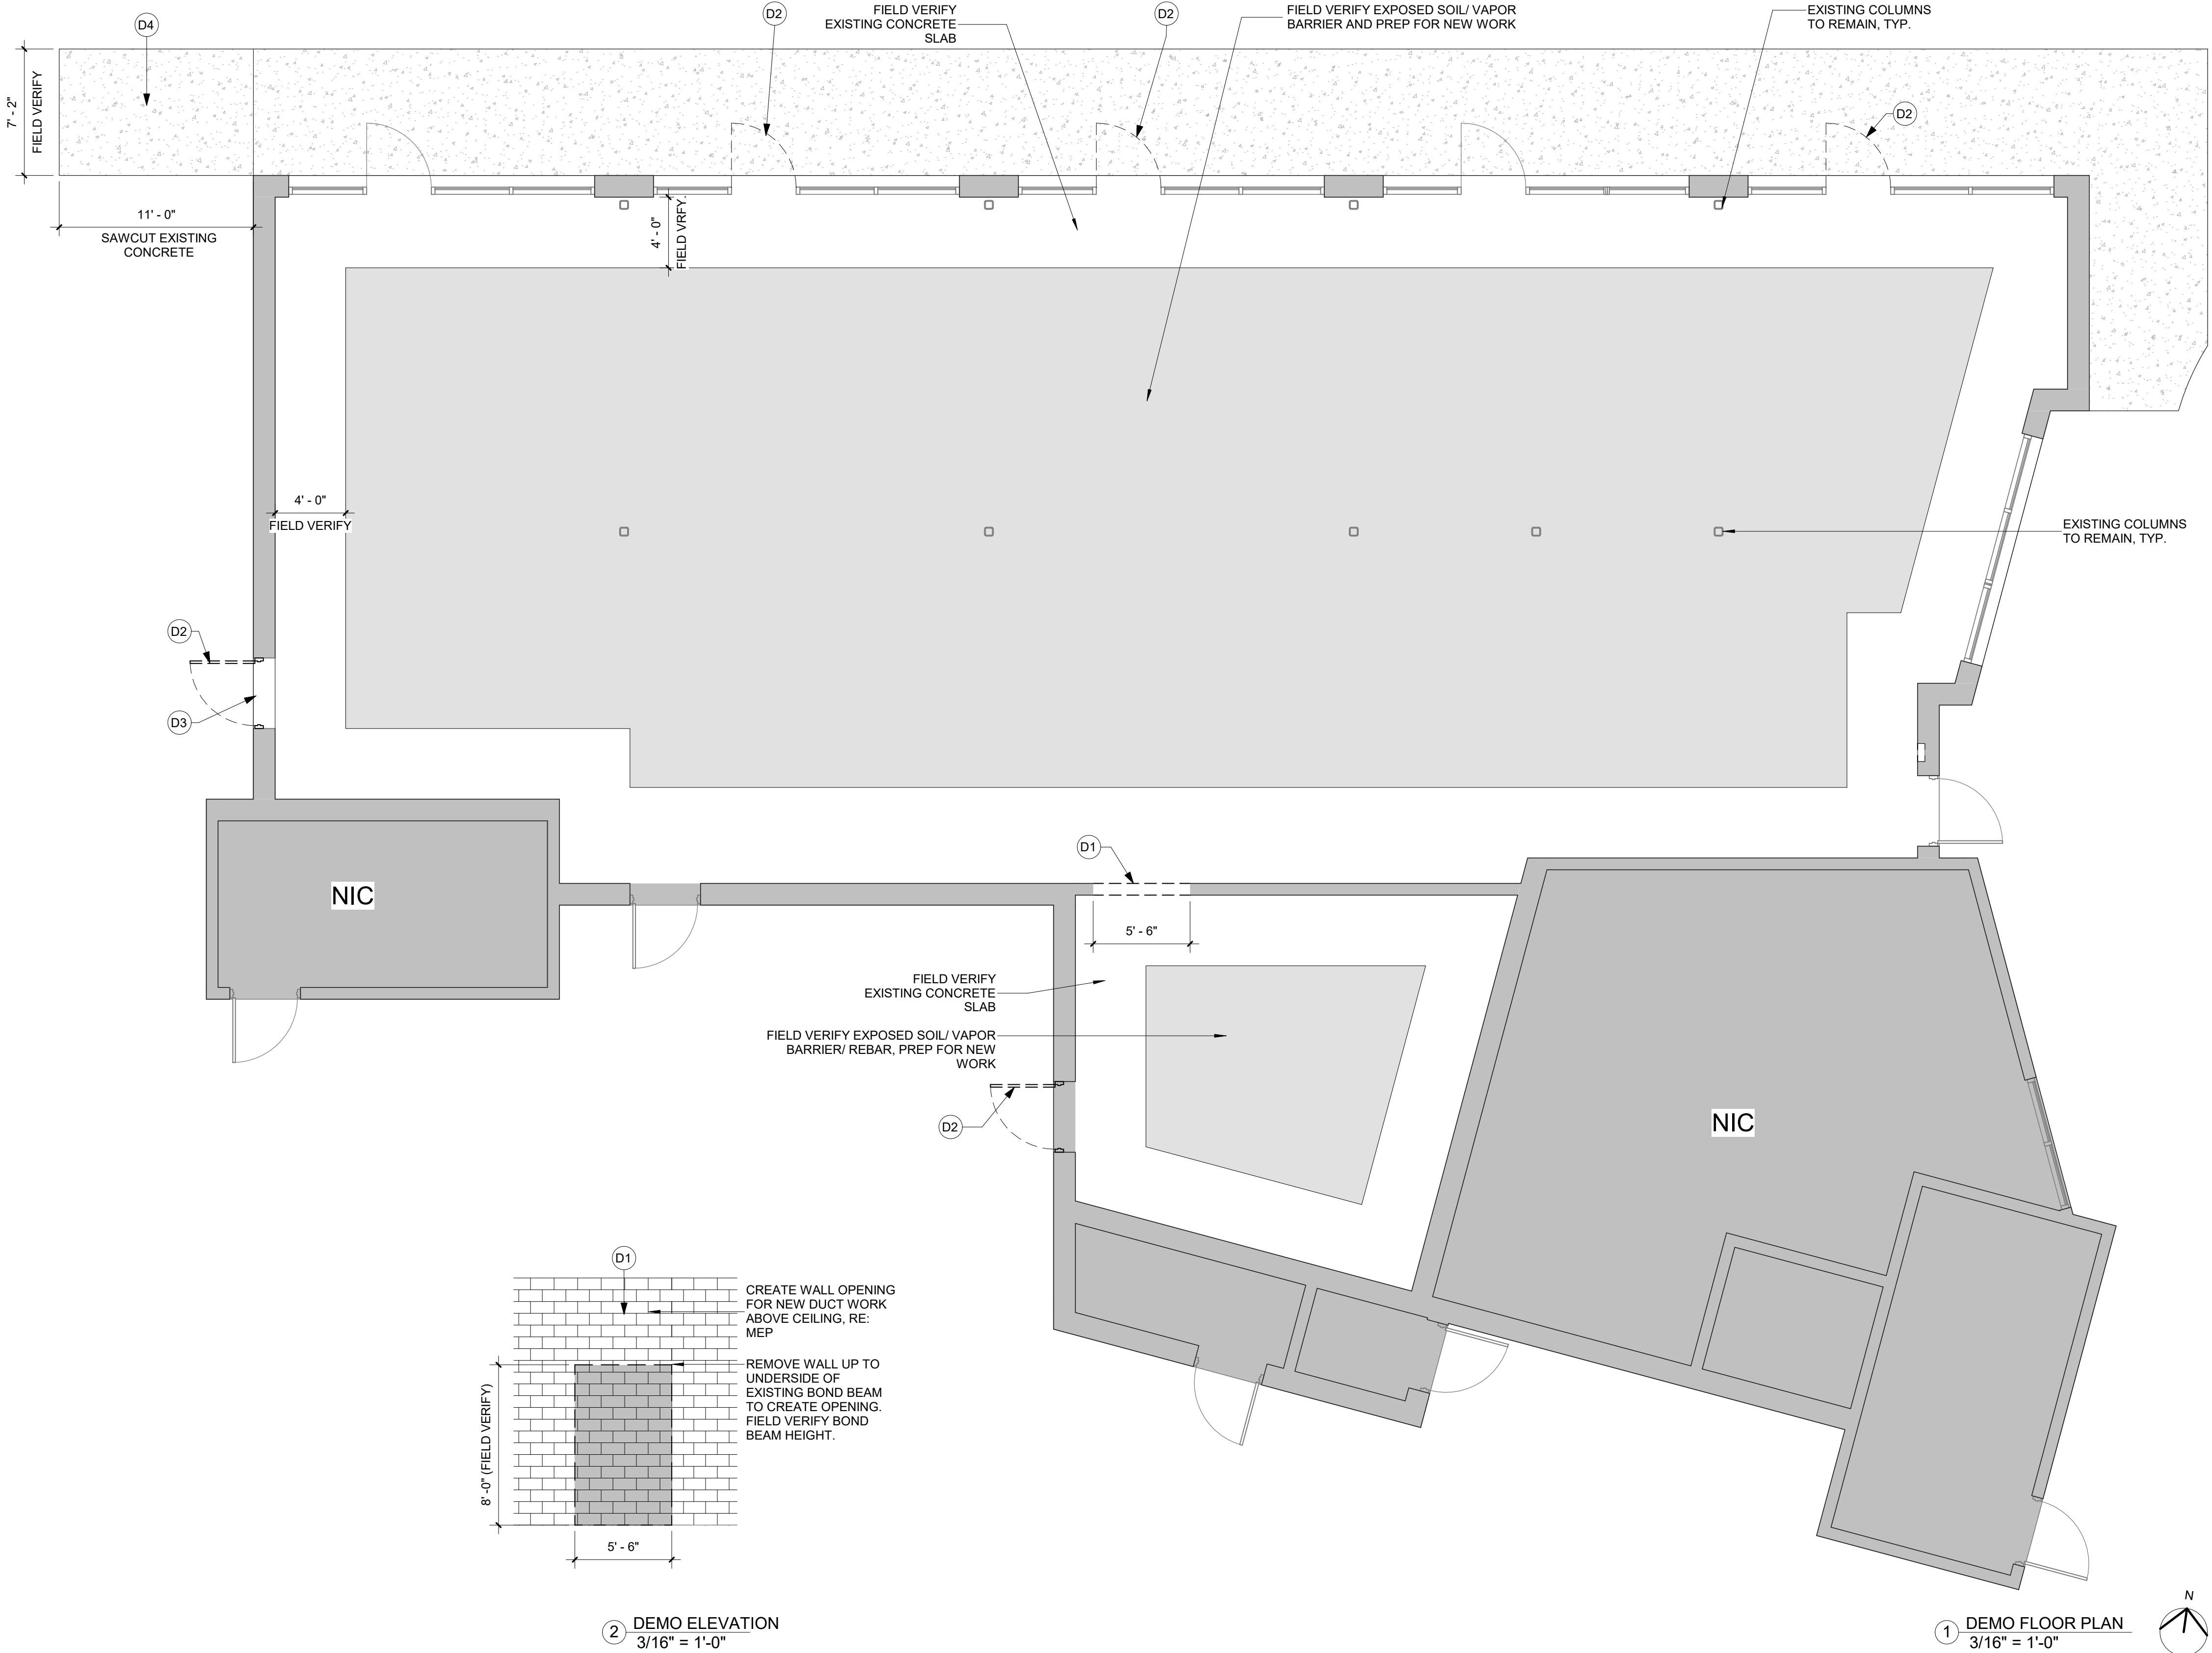 D4
D2
FIELD VERIFY
EXISTING CONCRETE
SLAB
D2
FIELD VERIFY EXPOSED SOIL/ VAPOR
BARRIER AND PREP FOR NEW WORK
EXISTING COLUMNS
TO REMAIN, TYP.
7' - 2"
FIELD VERIFY
D2
11' - 0"
SAWCUT EXISTING
CONCRETE
4' - 0"
FIELD VRFY.
4' - 0"
FIELD VERIFY
EXISTING COLUMNS
TO REMAIN, TYP.
D2
D3
D1
NIC
5' - 6"
FIELD VERIFY
EXISTING CONCRETE
SLAB
FIELD VERIFY EXPOSED SOIL/ VAPOR
BARRIER/ REBAR, PREP FOR NEW
WORK
D2
NIC
D1
CREATE WALL OPENING
FOR NEW DUCT WORK
ABOVE CEILING, RE:
MEP
REMOVE WALL UP TO
UNDERSIDE OF
EXISTING BOND BEAM
TO CREATE OPENING.
FIELD VERIFY BOND
BEAM HEIGHT.
8' -0" (FIELD VERIFY)
5' - 6"
2 DEMO ELEVATION
3/16" = 1'-0"
1 DEMO FLOOR PLAN
3/16" = 1'-0"
N